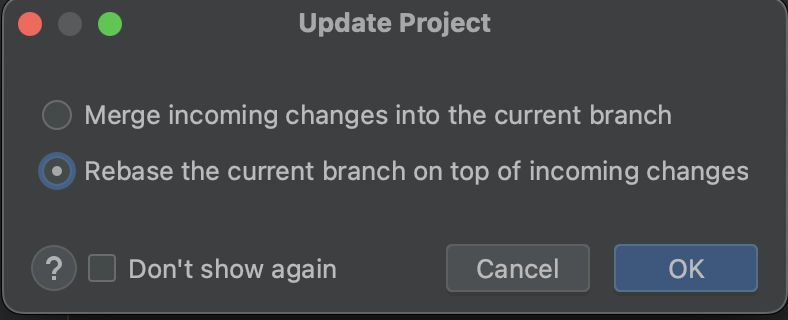 Update Project
Merge incoming changes into the current branch
Rebase the current branch on top of incoming changes
? Don't show again Cancel OK